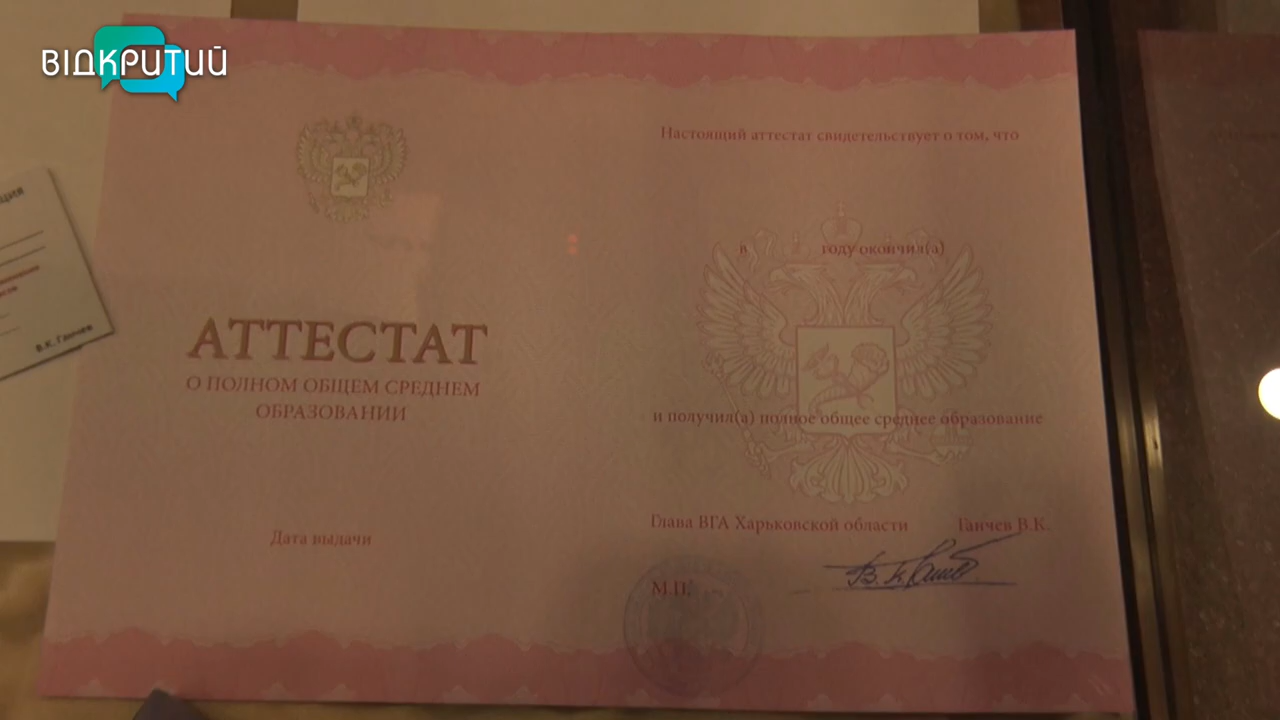 ВІДКРИТИЙ
АТТЕСТАТ
О ПОЛНОМ ОБЩЕМ СРЕДНЕМ
ОБРАЗОВАНИИ
Дата выдачи
Настоящий аттестат свидетельствует о том, что
в году окончил(а)
и получил(а) полное общее среднее образование
Глава ВГА Харьковской области Ганчев В.К.
М.П.
В.К. Ганчев